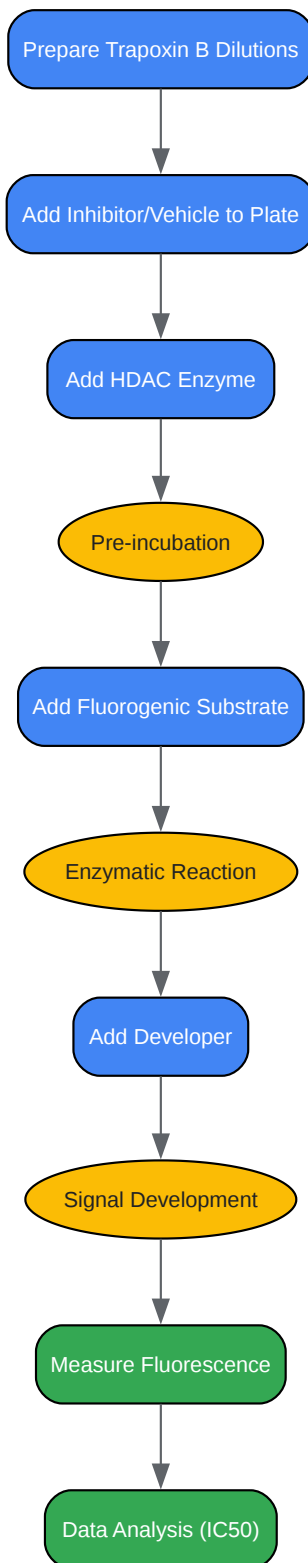 Prepare Trapoxin B Dilutions
Add Inhibitor/Vehicle to Plate
Add HDAC Enzyme
Pre-incubation
Add Fluorogenic Substrate
Enzymatic Reaction
Add Developer
Signal Development
Measure Fluorescence
Data Analysis (IC50)